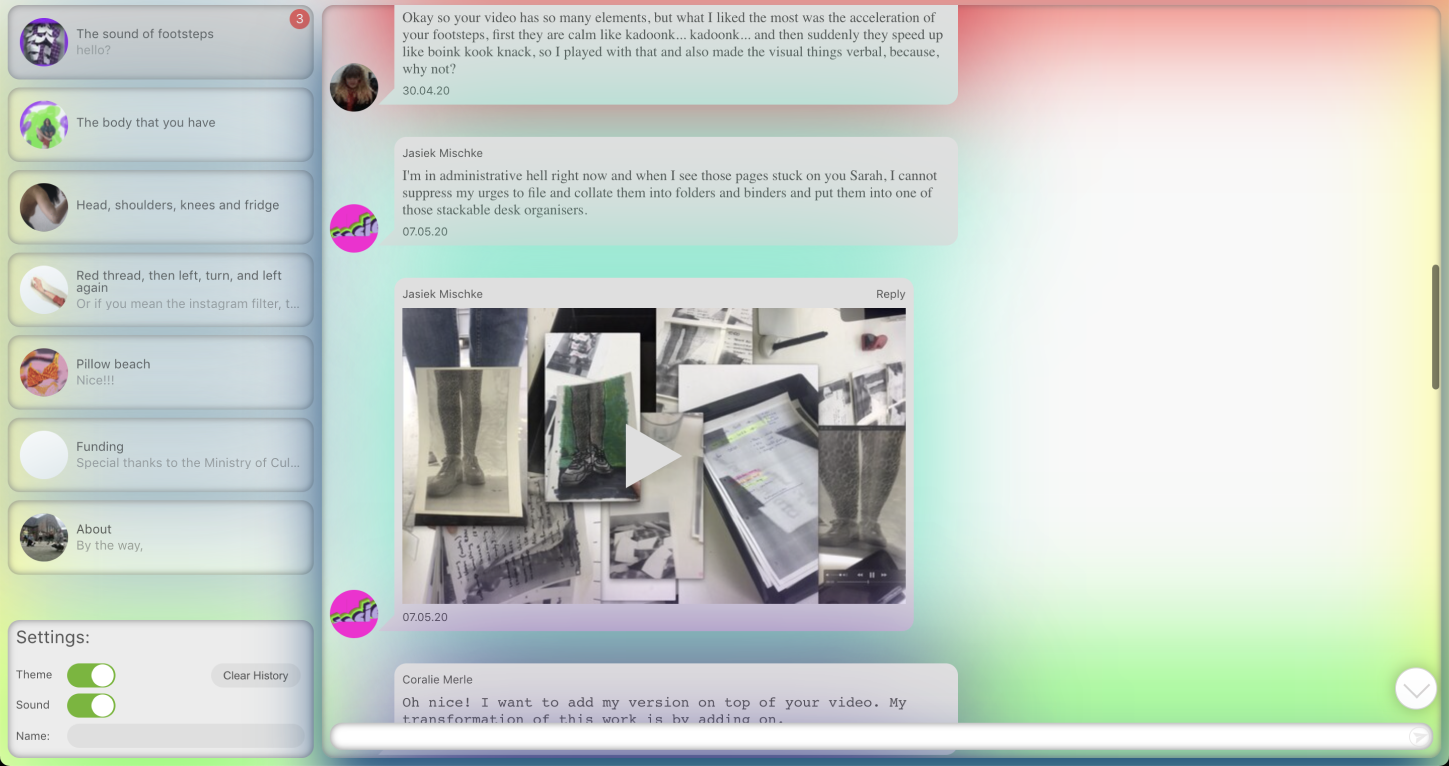 The sound of footsteps
hello?
3
The body that you have
Head, shoulders, knees and fridge
Red thread, then left, turn, and left
again
Or if you mean the instagram filter, t...
Pillow beach
Nice!!!
Funding
Special thanks to the Ministry of Cul...
About
By the way,
Settings:
Theme
Clear History
Sound
Name:
Okay so your video has so many elements, but what I liked the most was the acceleration of
your footsteps, first they are calm like kadoonk... kadoonk... and then suddenly they speed up
like boink kook knack, so I played with that and also made the visual things verbal, because,
why not?
30.04.20
Jasiek Mischke
I'm in administrative hell right now and when I see those pages stuck on you Sarah, I cannot
suppress my urges to file and collate them into folders and binders and put them into one of
those stackable desk organisers.
07.05.20
Jasiek Mischke
Reply
07.05.20
Coralie Merle
Oh nice! I want to add my version on top of your video. My
transformation of this work is by adding on.